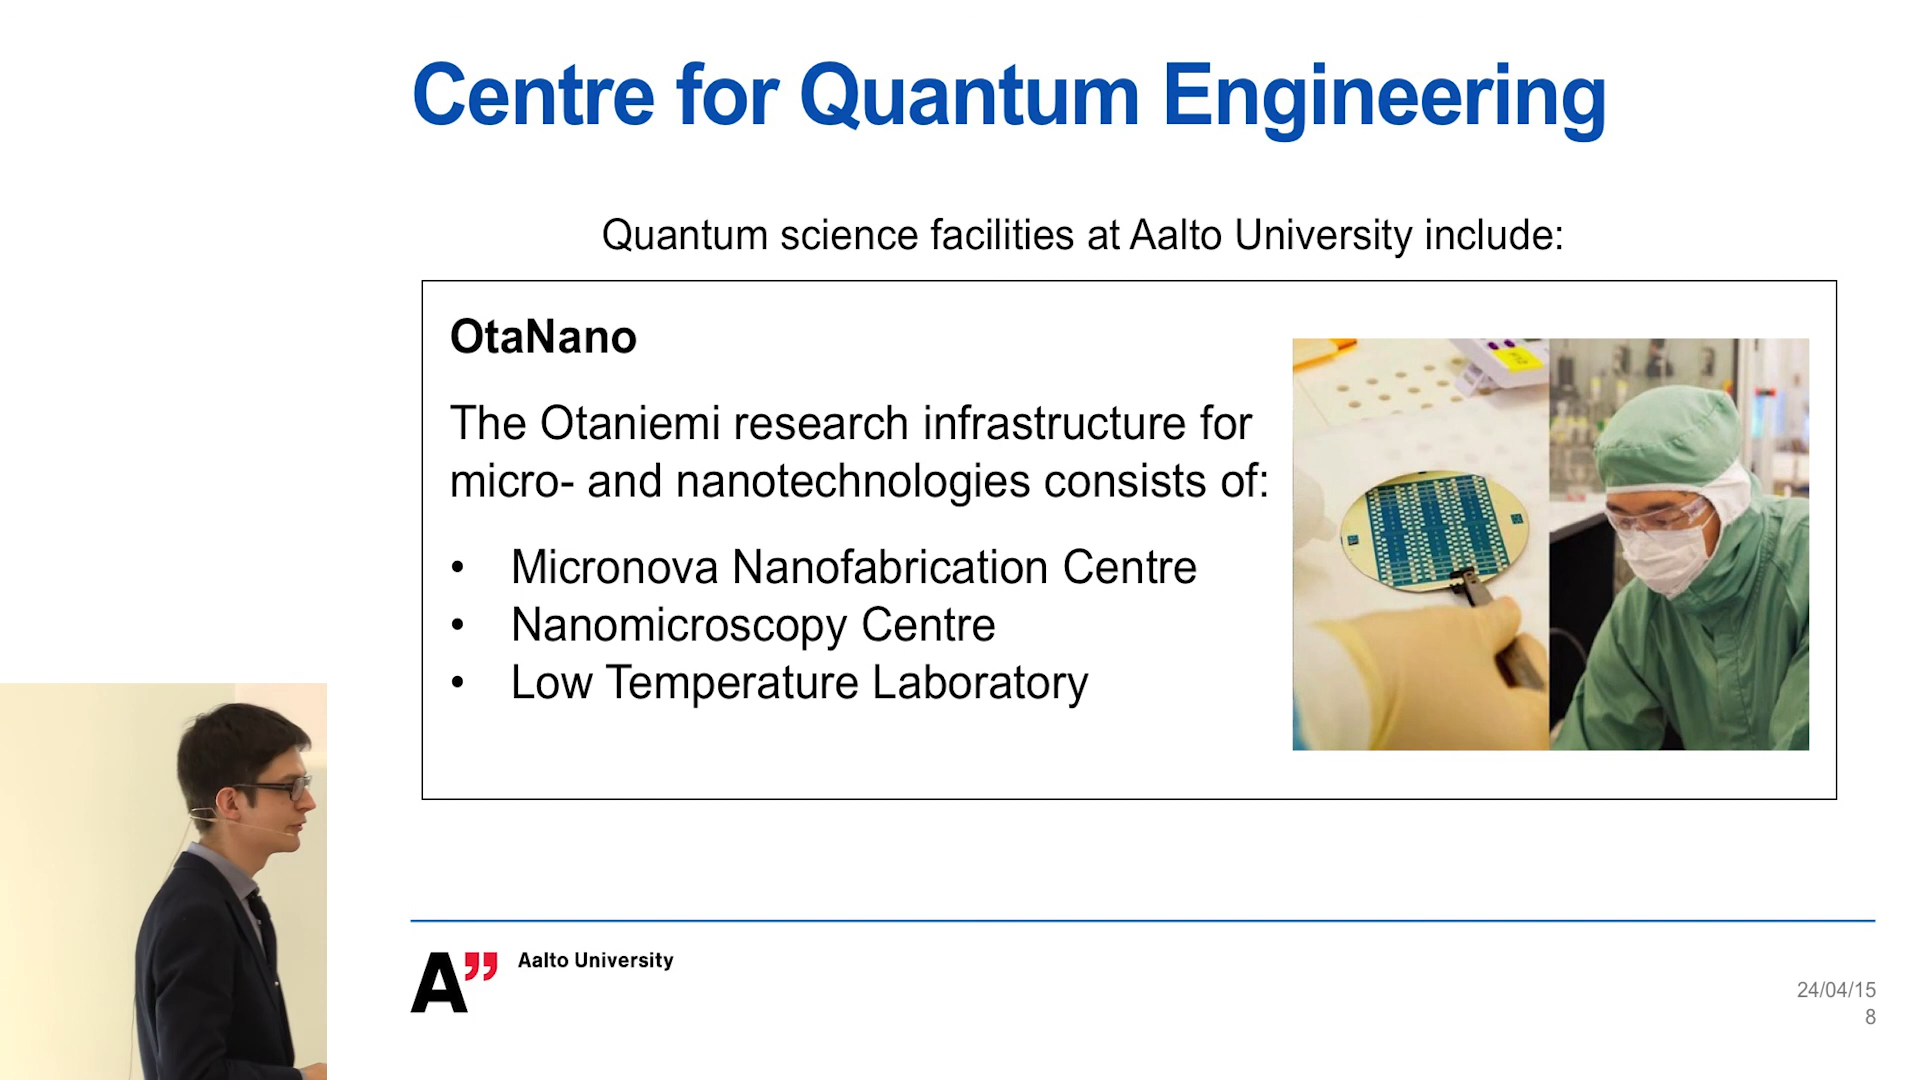 Centre for Quantum Engineering
Quantum science facilities at Aalto University include:
OtaNano
The Otaniemi research infrastructure for
micro- and nanotechnologies consists of:
• Micronova Nanofabrication Centre
• Nanomicroscopy Centre
• Low Temperature Laboratory
A”
Aalto University
24/04/15
8